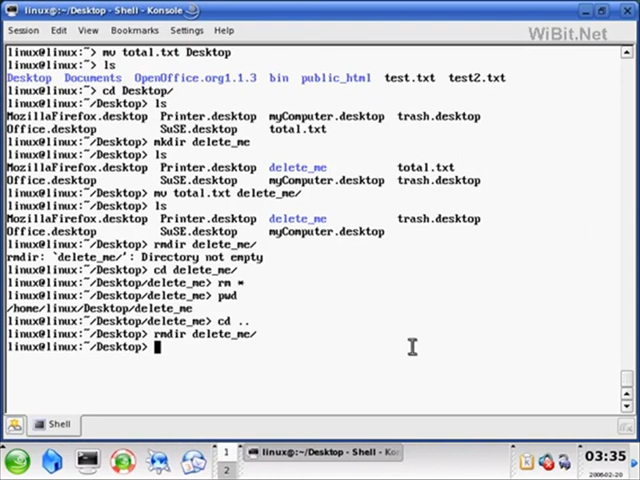 linux@:~/Desktop - Shell - Konsole
Session Edit View Bookmarks Settings Help
WiBit.Net
linux@linux:~> mv total.txt Desktop
linux@linux:~> ls
Desktop Documents OpenOffice.org1.1.3 bin public_html test.txt test2.txt
linux@linux:~> cd Desktop/
linux@linux:~/Desktop> ls
MozillaFirefox.desktop Printer.desktop myComputer.desktop trash.desktop
Office.desktop SuSE.desktop total.txt
linux@linux:~/Desktop> mkdir delete_me
linux@linux:~/Desktop> ls
MozillaFirefox.desktop Printer.desktop delete_me total.txt
Office.desktop SuSE.desktop myComputer.desktop trash.desktop
linux@linux:~/Desktop> mv total.txt delete_me/
linux@linux:~/Desktop> ls
MozillaFirefox.desktop Printer.desktop delete_me trash.desktop
Office.desktop SuSE.desktop myComputer.desktop
linux@linux:~/Desktop> rmdir delete_me/
rmdir: `delete_me/': Directory not empty
linux@linux:~/Desktop> cd delete_me/
linux@linux:~/Desktop/delete_me> rm *
linux@linux:~/Desktop/delete_me> pwd
/home/linux/Desktop/delete_me
linux@linux:~/Desktop/delete_me> cd ..
linux@linux:~/Desktop> rmdir delete_me/
linux@linux:~/Desktop>
Shell
1
2
linux@:~/Desktop - Shell - Kon
03:35
2008-02-20